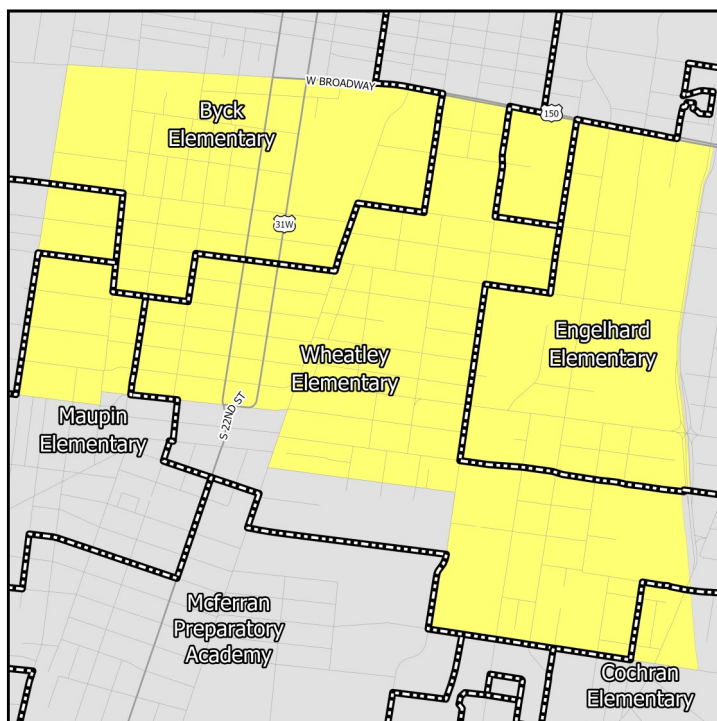 W BROADWAY
150
Byck
Elementary
31W
Engelhard
Elementary
Wheatley
Elementary
S 22ND ST
Maupin
Elementary
Mcferran
Preparatory
Academy
Cochran
Elementary